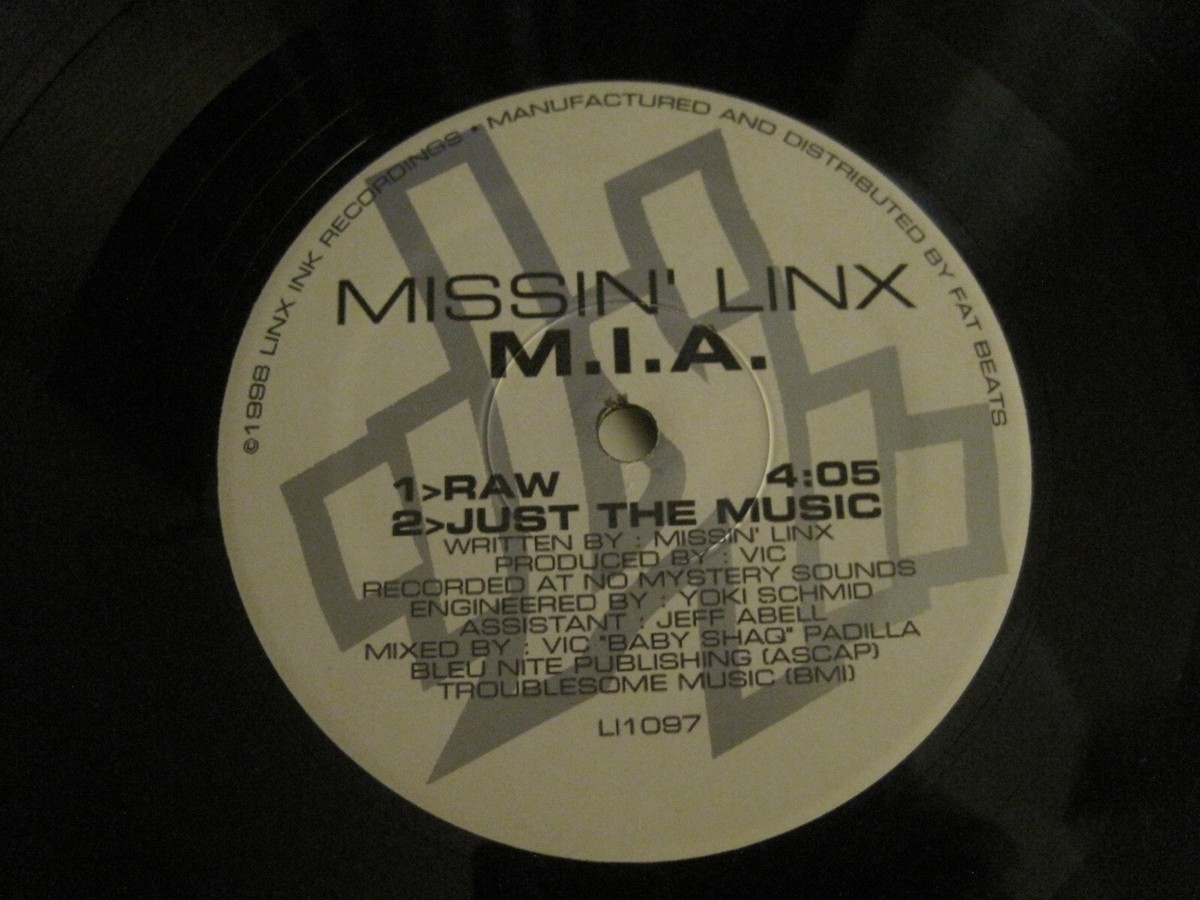 ©1998 LINX INK RECORDINGS • MANUFACTURED AND DISTRIBUTED BY FAT BEATS
MISSIN' LINX
M.I.A.
1>RAW 4:05
2>JUST THE MUSIC
WRITTEN BY : MISSIN' LINX
PRODUCED BY : VIC
RECORDED AT NO MYSTERY SOUNDS
ENGINEERED BY : YOKI SCHMID
ASSISTANT : JEFF ABELL
MIXED BY : VIC "BABY SHAQ" PADILLA
BLEU NITE PUBLISHING (ASCAP)
TROUBLESOME MUSIC (BMI)
LI1097